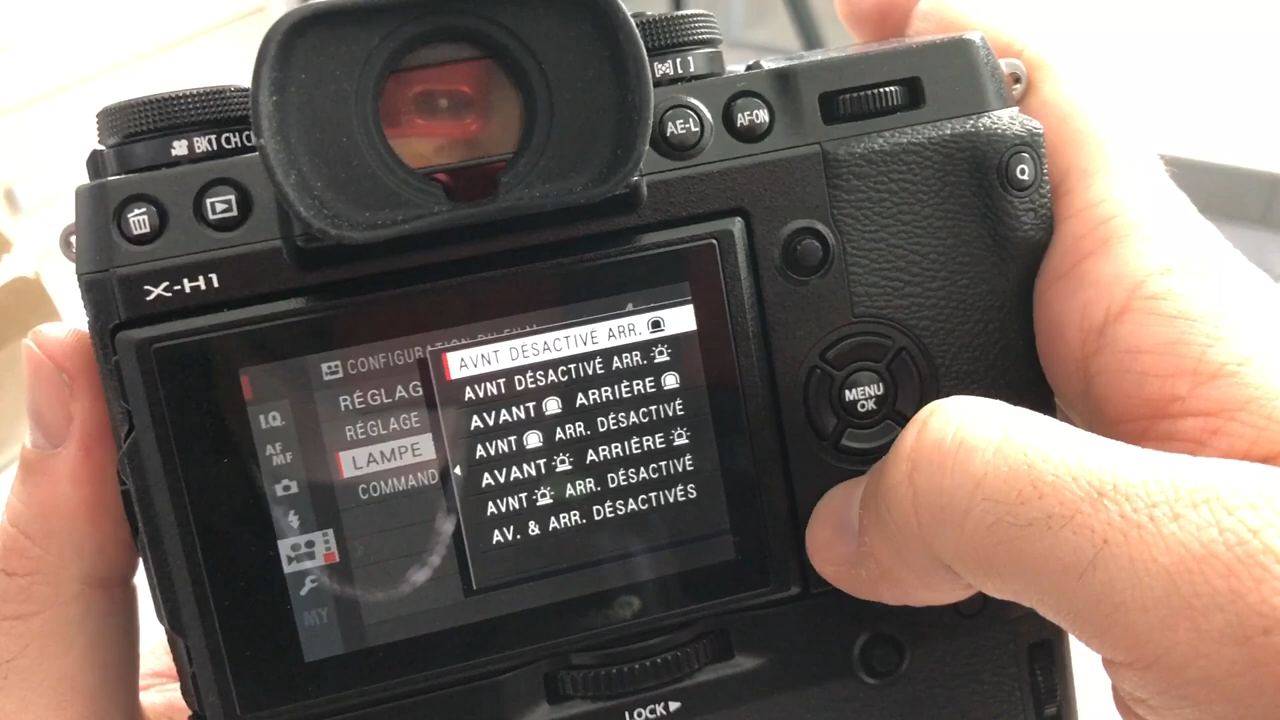 BKT CH
AE-L
AF-ON
Q
X-H1
MENU
OK
CONFIGURATION DU FILM
I.Q.
AF
MF
MY
RÉGLAG
RÉGLAGE
LAMPE
COMMAND
AVNT DÉSACTIVÉ ARR.
AVNT DÉSACTIVÉ ARR.
AVANT ARRIÈRE
AVNT ARR. DÉSACTIVÉ
AVANT ARRIÈRE
AVNT ARR. DÉSACTIVÉ
AV. & ARR. DÉSACTIVÉS
LOCK